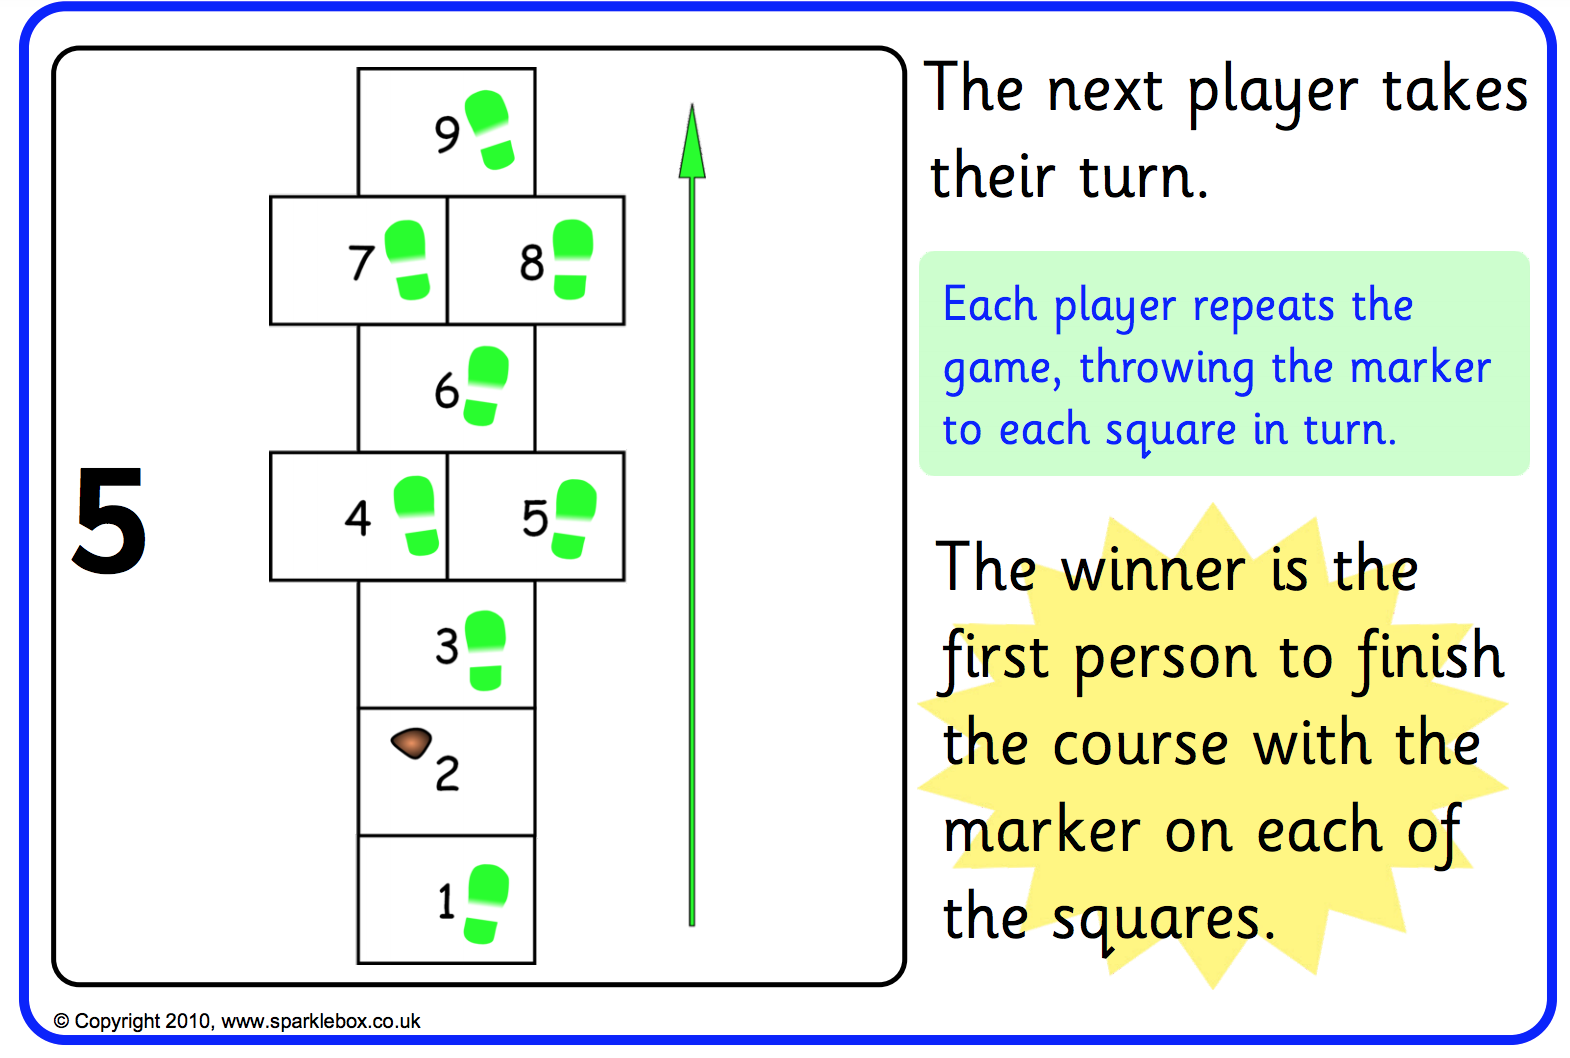 9
7 8
6
4 5
3
2
1
5
The next player takes
their turn.
Each player repeats the
game, throwing the marker
to each square in turn.
The winner is the
first person to finish
the course with the
marker on each of
the squares.
© Copyright 2010, www.sparklebox.co.uk